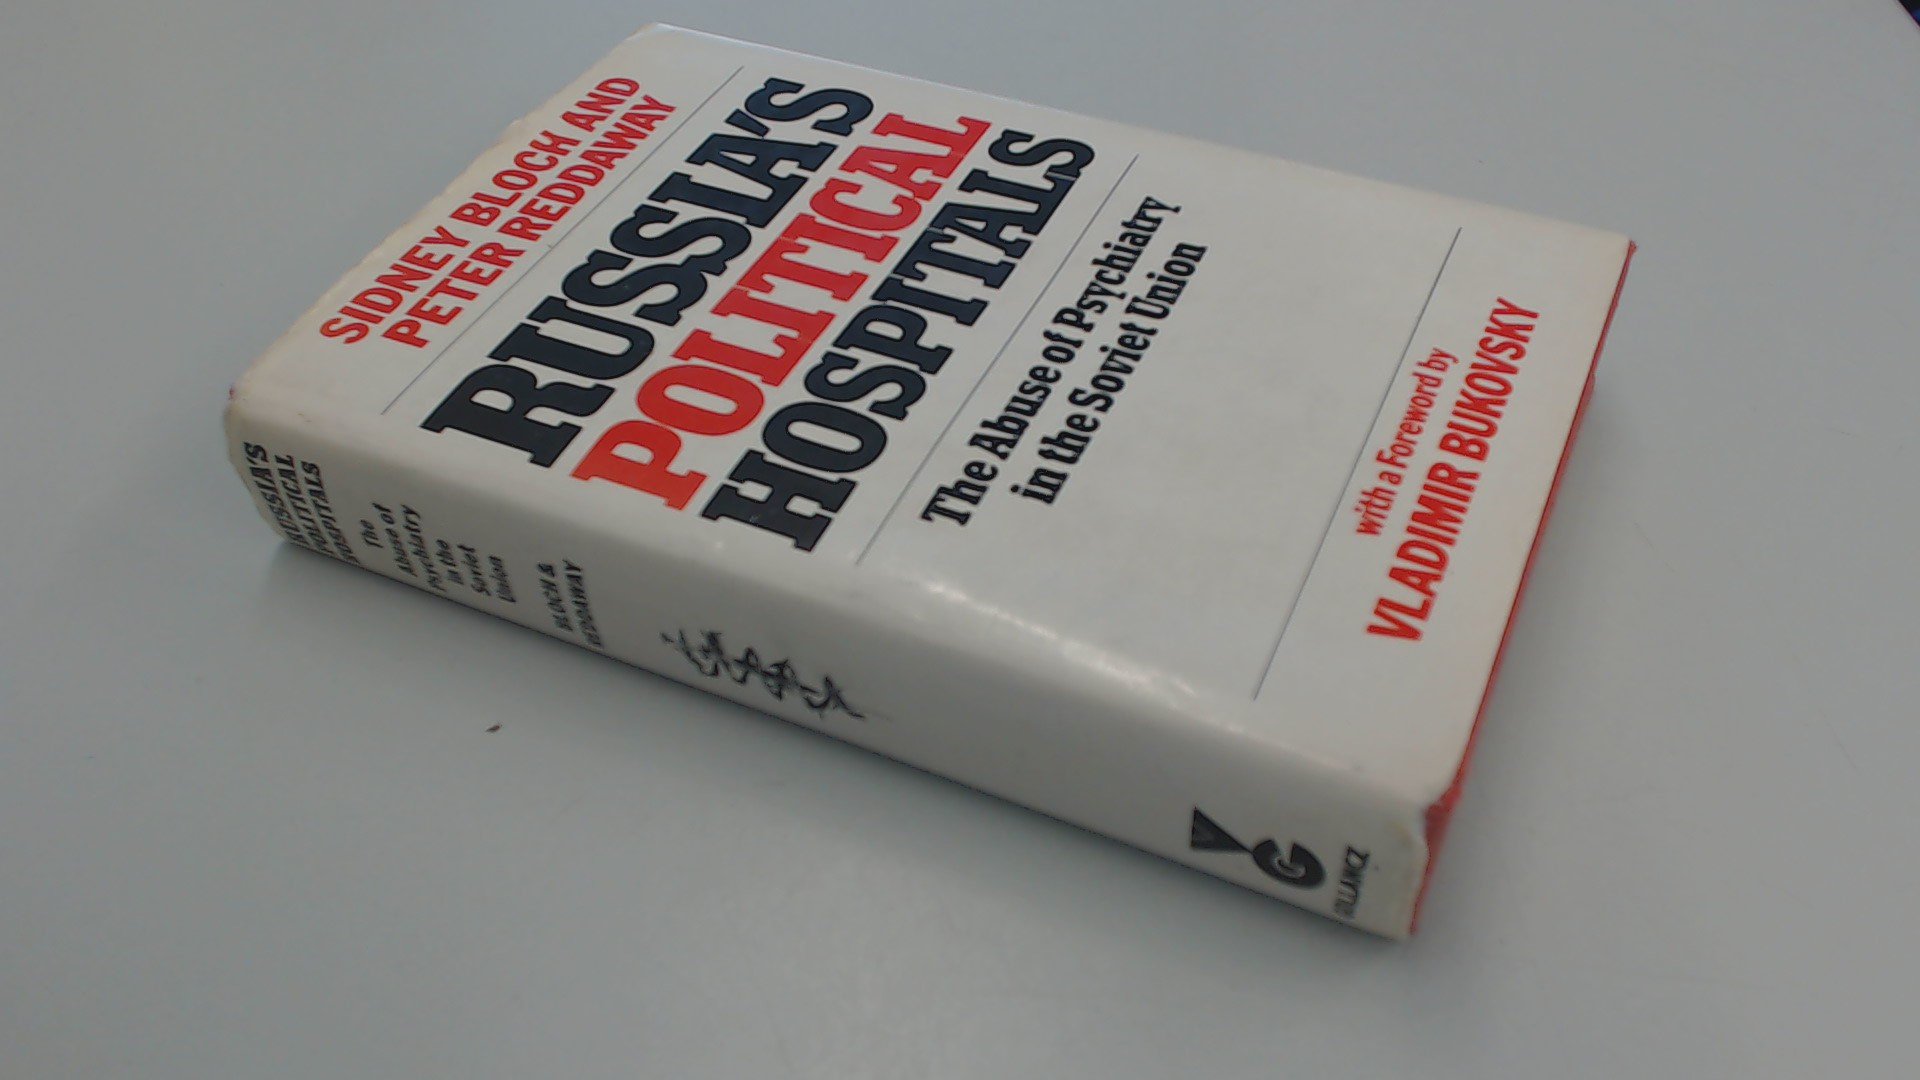 SIDNEY BLOCH AND
PETER REDDAWAY
RUSSIA'S
POLITICAL
HOSPITALS
The Abuse of Psychiatry
in the Soviet Union
with a Foreword by
VLADIMIR BUKOVSKY
RUSSIA'S
POLITICAL
HOSPITALS
The
Abuse of
Psychiatry
in the
Soviet
Union
BLOCH &
REDDAWAY
VG
GOLLANCZ